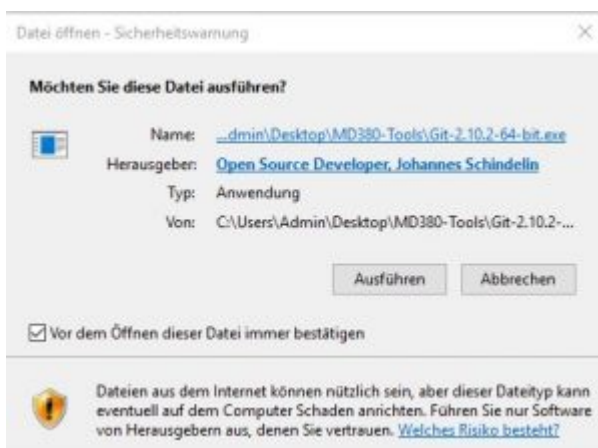 Datei öffnen - Sicherheitswarnung
Möchten Sie diese Datei ausführen?
Name: ...dmin\Desktop\MD380-Tools\Git-2.10.2-64-bit.exe
Herausgeber: Open Source Developer, Johannes Schindelin
Typ: Anwendung
Von: C:\Users\Admin\Desktop\MD380-Tools\Git-2.10.2-...
Ausführen Abbrechen
Vor dem Öffnen dieser Datei immer bestätigen
Dateien aus dem Internet können nützlich sein, aber dieser Dateityp kann
eventuell auf dem Computer Schaden anrichten. Führen Sie nur Software
von Herausgebern aus, denen Sie vertrauen. Welches Risiko besteht?